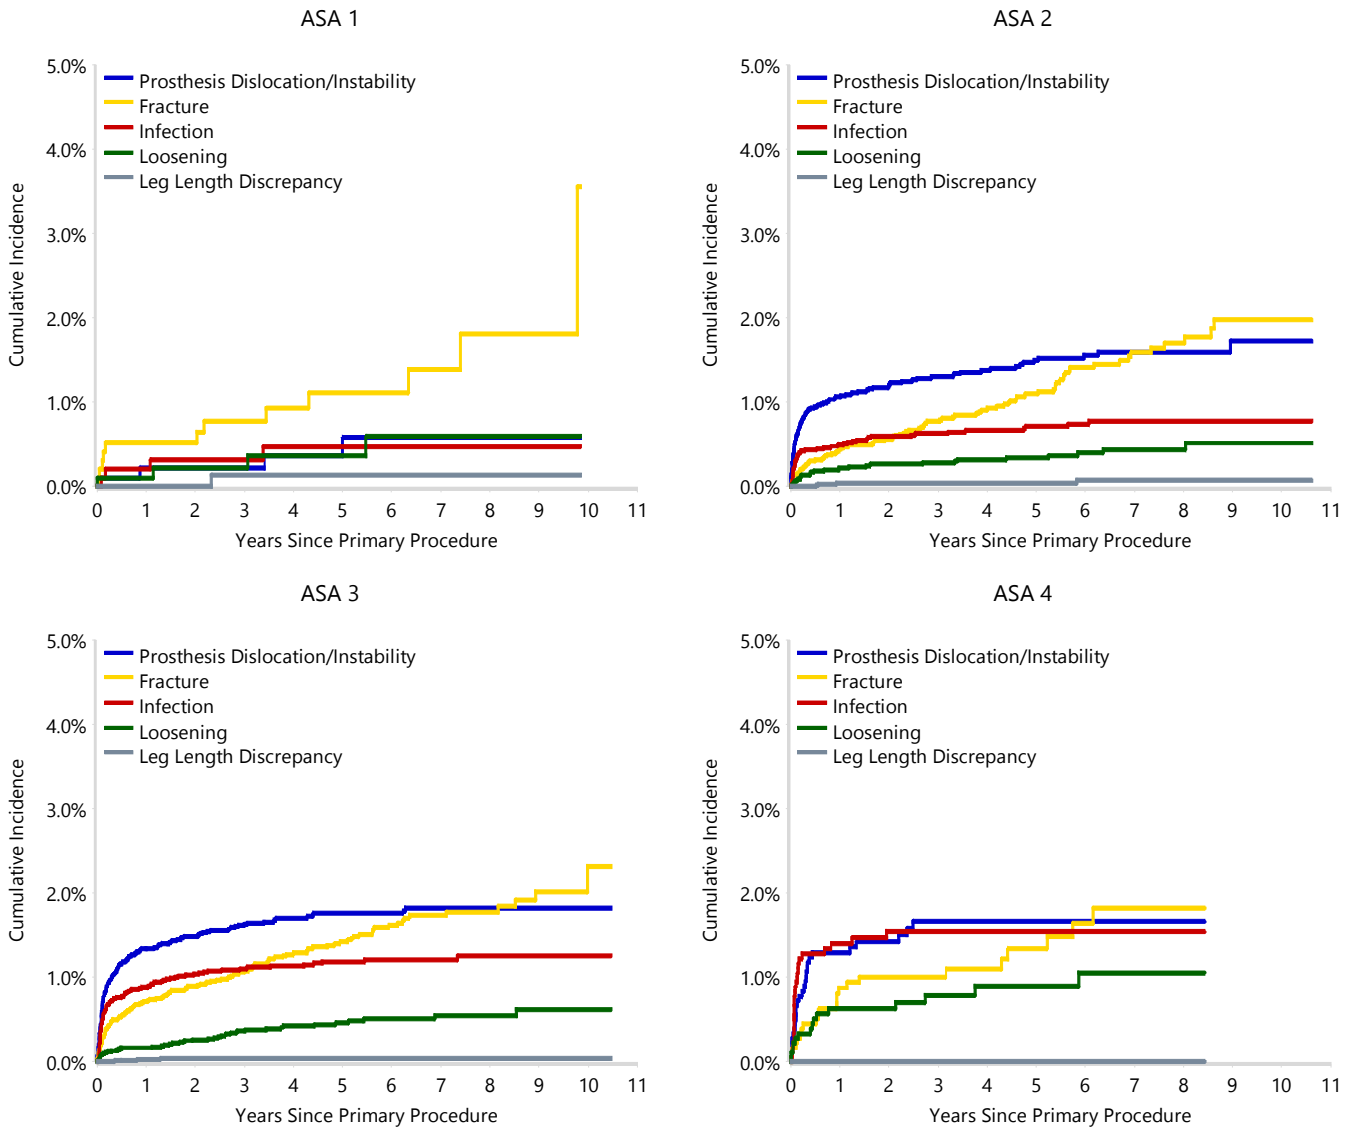 ASA 1
5.0%
4.0%
3.0%
2.0%
1.0%
0.0%
Cumulative Incidence
Prosthesis Dislocation/Instability
Fracture
Infection
Loosening
Leg Length Discrepancy
0 1 2 3 4 5 6 7 8 9 10 11
Years Since Primary Procedure
ASA 2
5.0%
4.0%
3.0%
2.0%
1.0%
0.0%
Cumulative Incidence
Prosthesis Dislocation/Instability
Fracture
Infection
Loosening
Leg Length Discrepancy
0 1 2 3 4 5 6 7 8 9 10 11
Years Since Primary Procedure
ASA 3
5.0%
4.0%
3.0%
2.0%
1.0%
0.0%
Cumulative Incidence
Prosthesis Dislocation/Instability
Fracture
Infection
Loosening
Leg Length Discrepancy
0 1 2 3 4 5 6 7 8 9 10 11
Years Since Primary Procedure
ASA 4
5.0%
4.0%
3.0%
2.0%
1.0%
0.0%
Cumulative Incidence
Prosthesis Dislocation/Instability
Fracture
Infection
Loosening
Leg Length Discrepancy
0 1 2 3 4 5 6 7 8 9 10 11
Years Since Primary Procedure